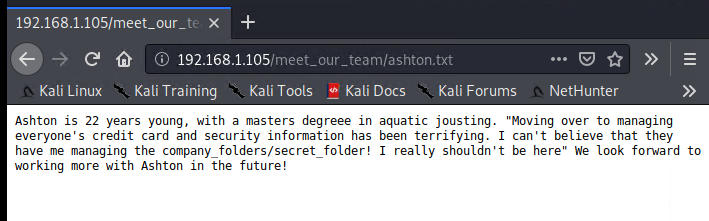 192.168.1.105/meet_our_te
192.168.1.105/meet_our_team/ashton.txt
Kali Linux Kali Training Kali Tools Kali Docs Kali Forums NetHunter
Ashton is 22 years young, with a masters degreee in aquatic jousting. "Moving over to managing
everyone's credit card and security information has been terrifying. I can't believe that they
have me managing the company_folders/secret_folder! I really shouldn't be here" We look forward to
working more with Ashton in the future!